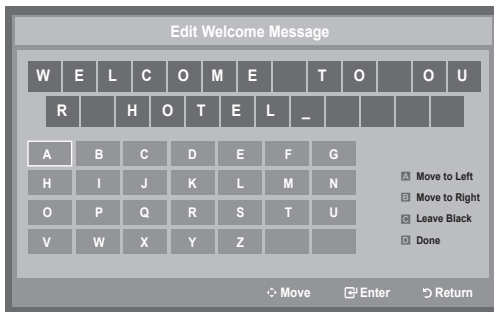 Edit Welcome Message
W E L C O M E   T O   O U
R   H O T E L _
A B C D E F G
H I J K L M N
O P Q R S T U
V W X Y Z
A Move to Left
B Move to Right
C Leave Black
D Done
Move Enter Return